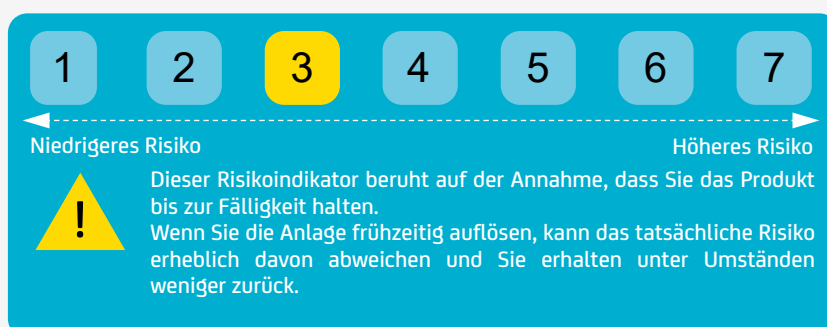 1 2 3 4 5 6 7
Niedrigeres Risiko Höheres Risiko
!
Dieser Risikoindikator beruht auf der Annahme, dass Sie das Produkt
bis zur Fälligkeit halten.
Wenn Sie die Anlage frühzeitig auflösen, kann das tatsächliche Risiko
erheblich davon abweichen und Sie erhalten unter Umständen
weniger zurück.